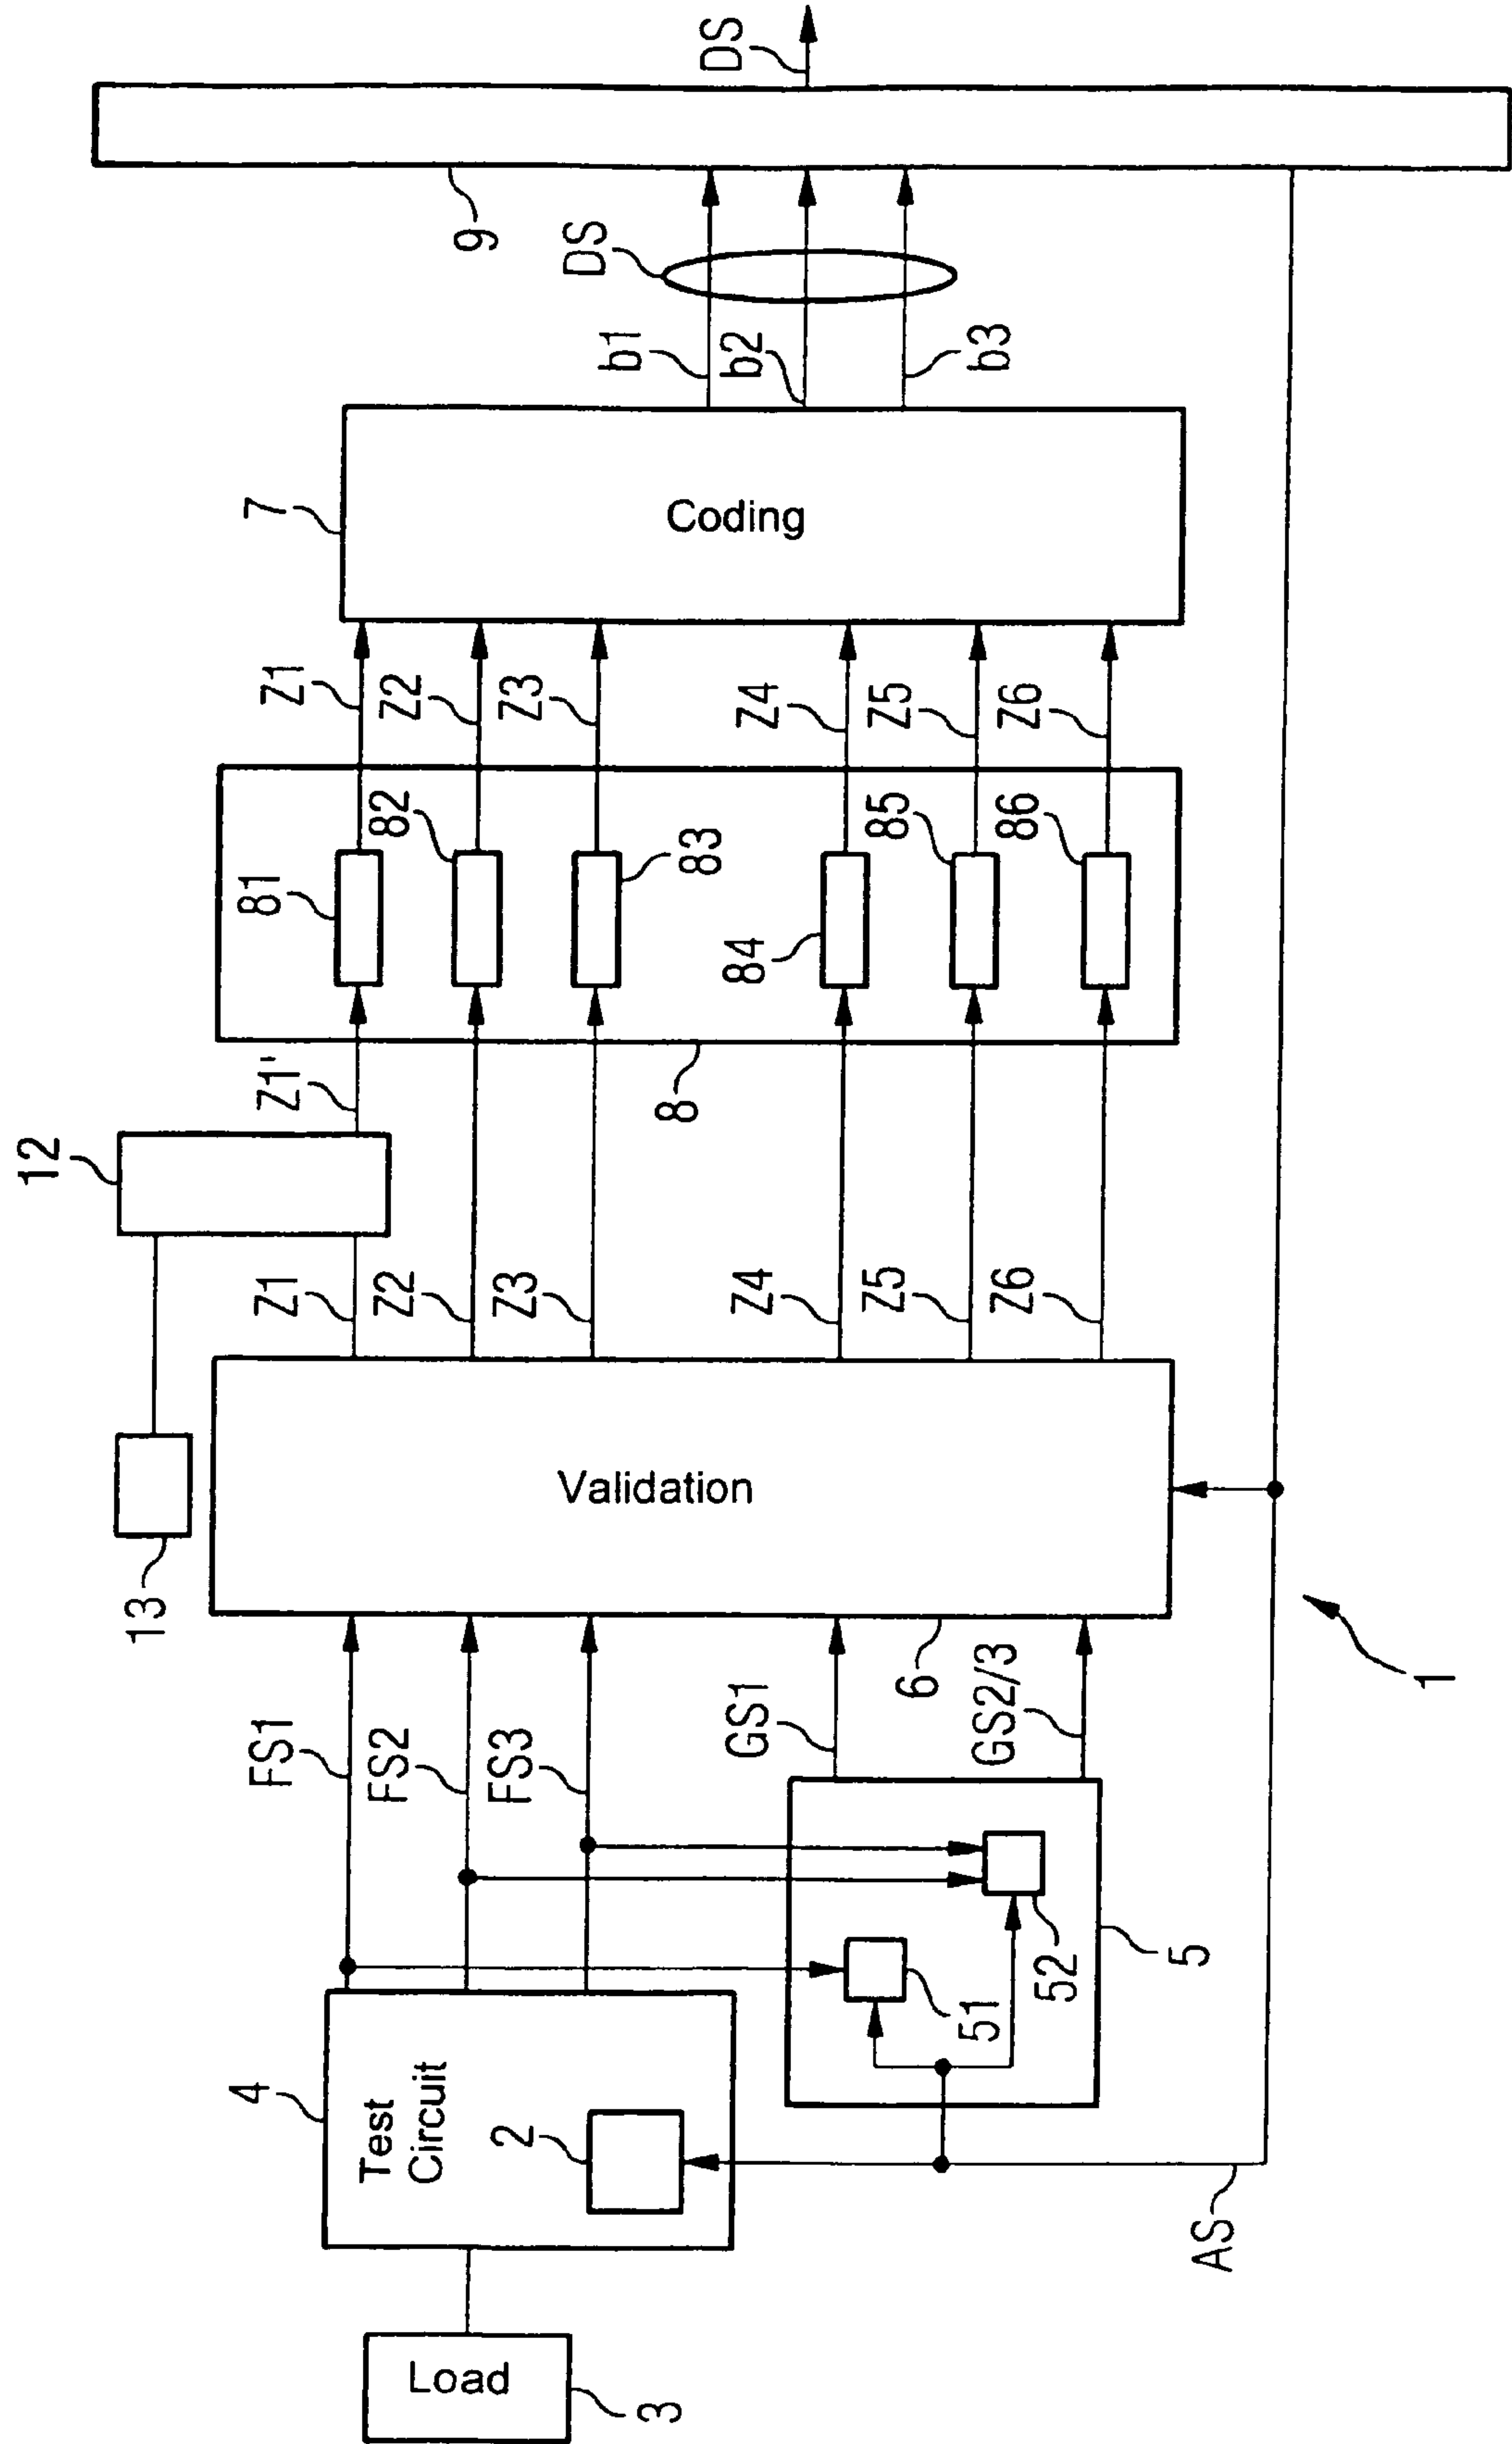 Load
3
4
Test
Circuit
2
AS
FS1
FS2
FS3
51
52
5
GS1
GS2/3
6
1
13
Validation
12
Z1
Z2
Z3
Z4
Z5
Z6
Z1'
8
81
82
83
84
85
86
Z1
Z2
Z3
Z4
Z5
Z6
7
Coding
b1
b2
b3
DS
9
DS